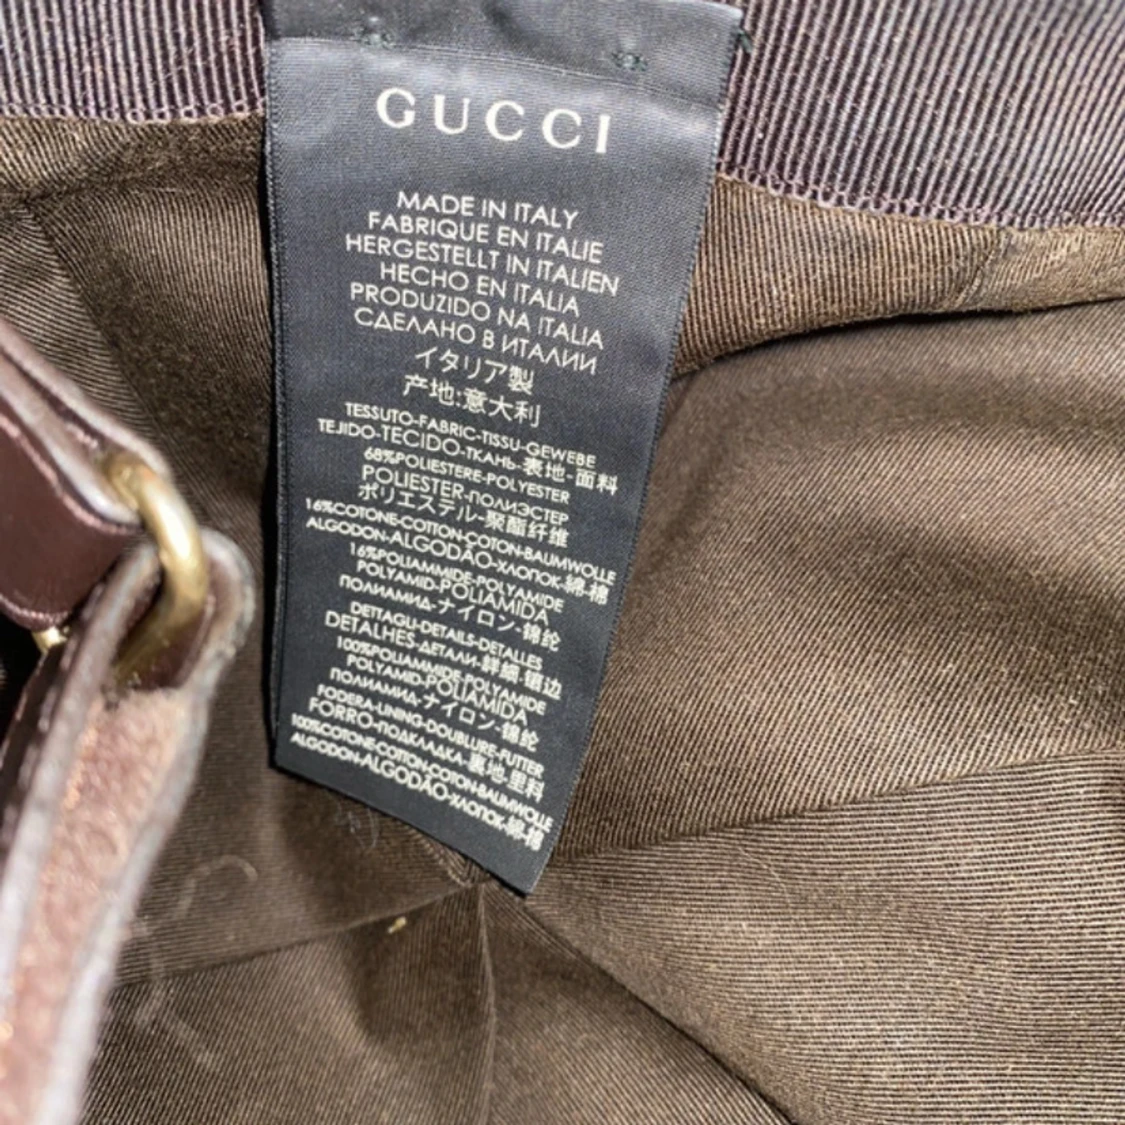 GUCCI
MADE IN ITALY
FABRIQUE EN ITALIE
HERGESTELLT IN ITALIEN
HECHO EN ITALIA
PRODUZIDO NA ITALIA
СДЕЛАНО В ИТАЛИИ
イタリア製
产地:意大利
TESSUTO-FABRIC-TISSU-GEWEBE
TEJIDO-TECIDO-ТКАНЬ-表地-面料
68%POLIESTERE-POLYESTER
POLIESTER-ПОЛИЭСТЕР
ポリエステル-聚酯纤维
16%COTONE-COTTON-COTON-BAUMWOLLE
ALGODON-ALGODÃO-ХЛОПОК-綿-棉
16%POLIAMMIDE-POLYAMIDE
POLYAMID-POLIAMIDA
ПОЛИАМИД-ナイロン-锦纶
DETTAGLI-DETAILS-DETALLES
DETALHES-ДЕТАЛИ-詳細-镶边
100%POLIAMMIDE-POLYAMIDE
POLYAMID-POLIAMIDA
ПОЛИАМИД-ナイロン-锦纶
FODERA-LINING-DOUBLURE-FUTTER
FORRO-ПОДКЛАДКА-裏地-里料
100%COTONE-COTTON-COTON-BAUMWOLLE
ALGODON-ALGODÃO-ХЛОПОК-綿-棉